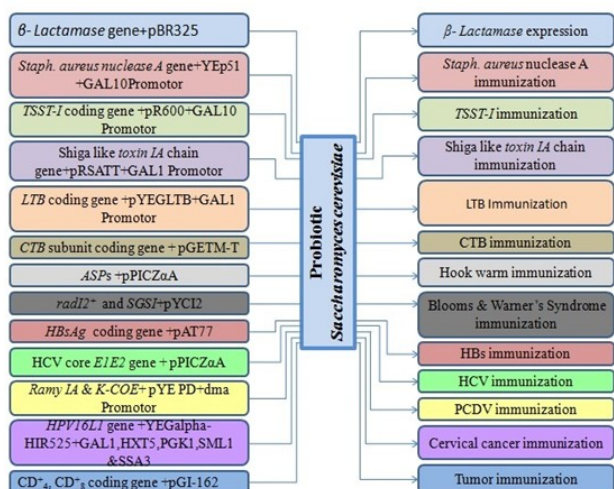 β- Lactamase gene+pBR325
Staph. aureus nuclease A gene+YEp51
+GAL10Promotor
TSST-I coding gene +pR600+GAL10
Promotor
Shiga like toxin IA chain
gene+pRSATT+GAL1 Promotor
LTB coding gene +pYEGLTB+GAL1
Promotor
CTB subunit coding gene + pGETM-T
ASPs +pPICZαA
radI2⁺ and SGSI+pYCI2
HBsAg coding gene+pAT77
HCV core E1E2 gene + pPICZαA
Ramy IA & K-COE+ pYE PD+dma
Promotor
HPV16L1 gene +YEGalpha-
HIR525+GAL1,HXT5,PGK1,SML1
&SSA3
CD⁺₄, CD⁺₈ coding gene +pGI-162
Probiotic
Saccharomyces cerevisiae
β- Lactamase expression
Staph. aureus nuclease A
immunization
TSST-I immunization
Shiga like toxin IA chain
immunization
LTB Immunization
CTB immunization
Hook warm immunization
Blooms & Warner's Syndrome
immunization
HBs immunization
HCV immunization
PCDV immunization
Cervical cancer immunization
Tumor immunization